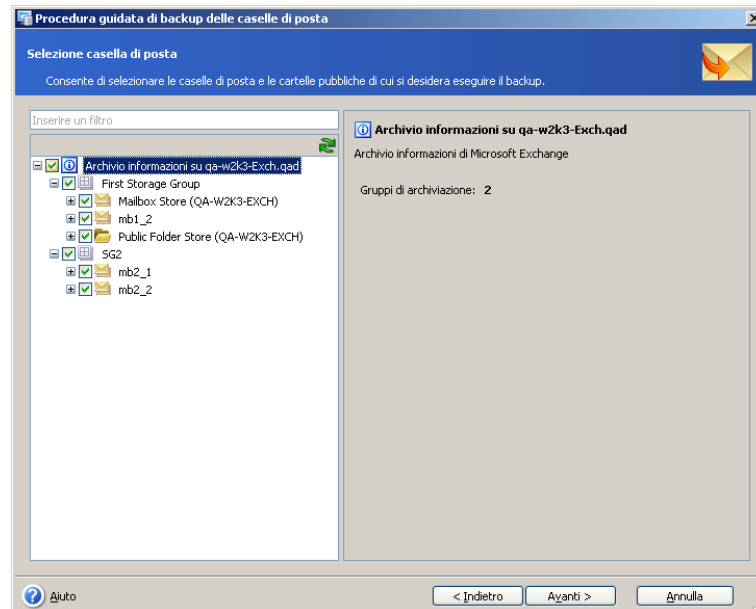 Procedura guidata di backup delle caselle di posta
Selezione casella di posta
Consente di selezionare le caselle di posta e le cartelle pubbliche di cui si desidera eseguire il backup.
Inserire un filtro
Archivio informazioni su qa-w2k3-Exch.qad
First Storage Group
Mailbox Store (QA-W2K3-EXCH)
mb1_2
Public Folder Store (QA-W2K3-EXCH)
SG2
mb2_1
mb2_2
Archivio informazioni su qa-w2k3-Exch.qad
Archivio informazioni di Microsoft Exchange
Gruppi di archiviazione: 2
Aiuto
< Indietro
Avanti >
Annulla